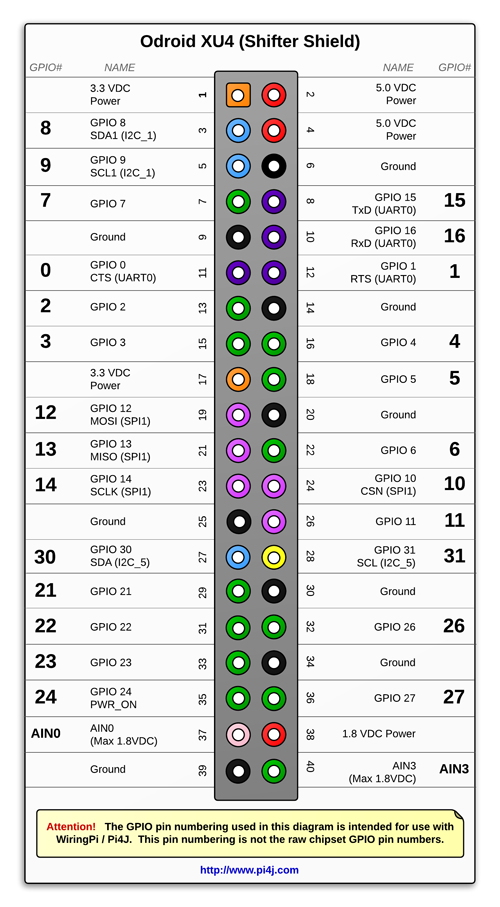 Odroid XU4 (Shifter Shield)
GPIO# NAME NAME GPIO#
3.3 VDC Power 1 2 5.0 VDC Power
8 GPIO 8 SDA1 (I2C_1) 3 4 5.0 VDC Power
9 GPIO 9 SCL1 (I2C_1) 5 6 Ground
7 GPIO 7 7 8 GPIO 15 TxD (UART0) 15
Ground 9 10 GPIO 16 RxD (UART0) 16
0 GPIO 0 CTS (UART0) 11 12 GPIO 1 RTS (UART0) 1
2 GPIO 2 13 14 Ground
3 GPIO 3 15 16 GPIO 4 4
3.3 VDC Power 17 18 GPIO 5 5
12 GPIO 12 MOSI (SPI1) 19 20 Ground
13 GPIO 13 MISO (SPI1) 21 22 GPIO 6 6
14 GPIO 14 SCLK (SPI1) 23 24 GPIO 10 CSN (SPI1) 10
Ground 25 26 GPIO 11 11
30 GPIO 30 SDA (I2C_5) 27 28 GPIO 31 SCL (I2C_5) 31
21 GPIO 21 29 30 Ground
22 GPIO 22 31 32 GPIO 26 26
23 GPIO 23 33 34 Ground
24 GPIO 24 PWR_ON 35 36 GPIO 27 27
AIN0 AIN0 (Max 1.8VDC) 37 38 1.8 VDC Power
Ground 39 40 AIN3 (Max 1.8VDC) AIN3
Attention! The GPIO pin numbering used in this diagram is intended for use with
WiringPi / Pi4J. This pin numbering is not the raw chipset GPIO pin numbers.
http://www.pi4j.com